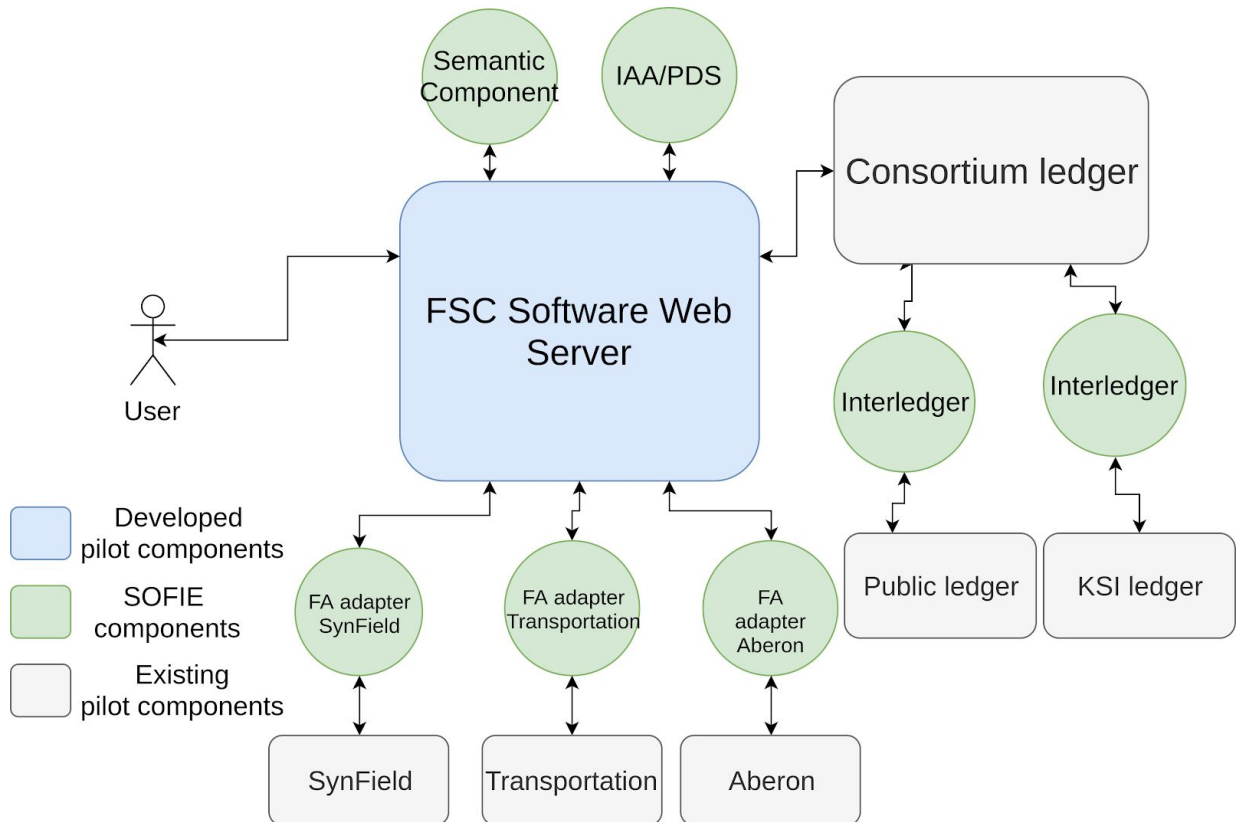 Semantic
Component
IAA/PDS
Consortium ledger
FSC Software Web
Server
User
Interledger
Interledger
Developed
pilot components
SOFIE
components
Existing
pilot components
FA adapter
SynField
FA adapter
Transportation
FA
adapter
Aberon
Public ledger
KSI ledger
SynField
Transportation
Aberon